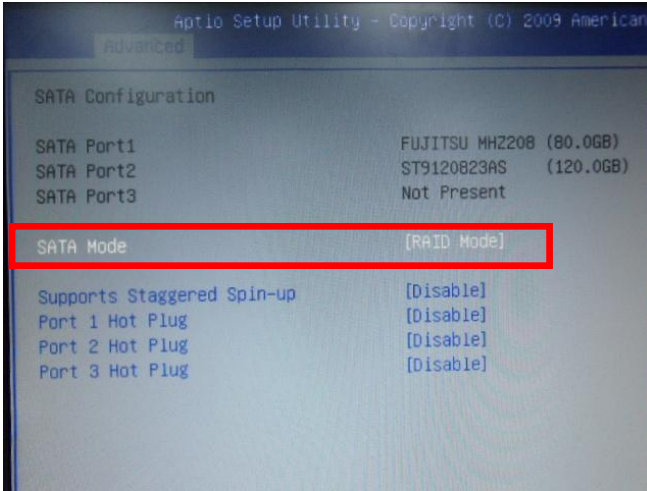 Aptio Setup Utility - Copyright (C) 2009 American
Advanced
SATA Configuration
SATA Port1 FUJITSU MHZ208 (80.0GB)
SATA Port2 ST9120823AS (120.0GB)
SATA Port3 Not Present
SATA Mode [RAID Mode]
Supports Staggered Spin-up [Disable]
Port 1 Hot Plug [Disable]
Port 2 Hot Plug [Disable]
Port 3 Hot Plug [Disable]